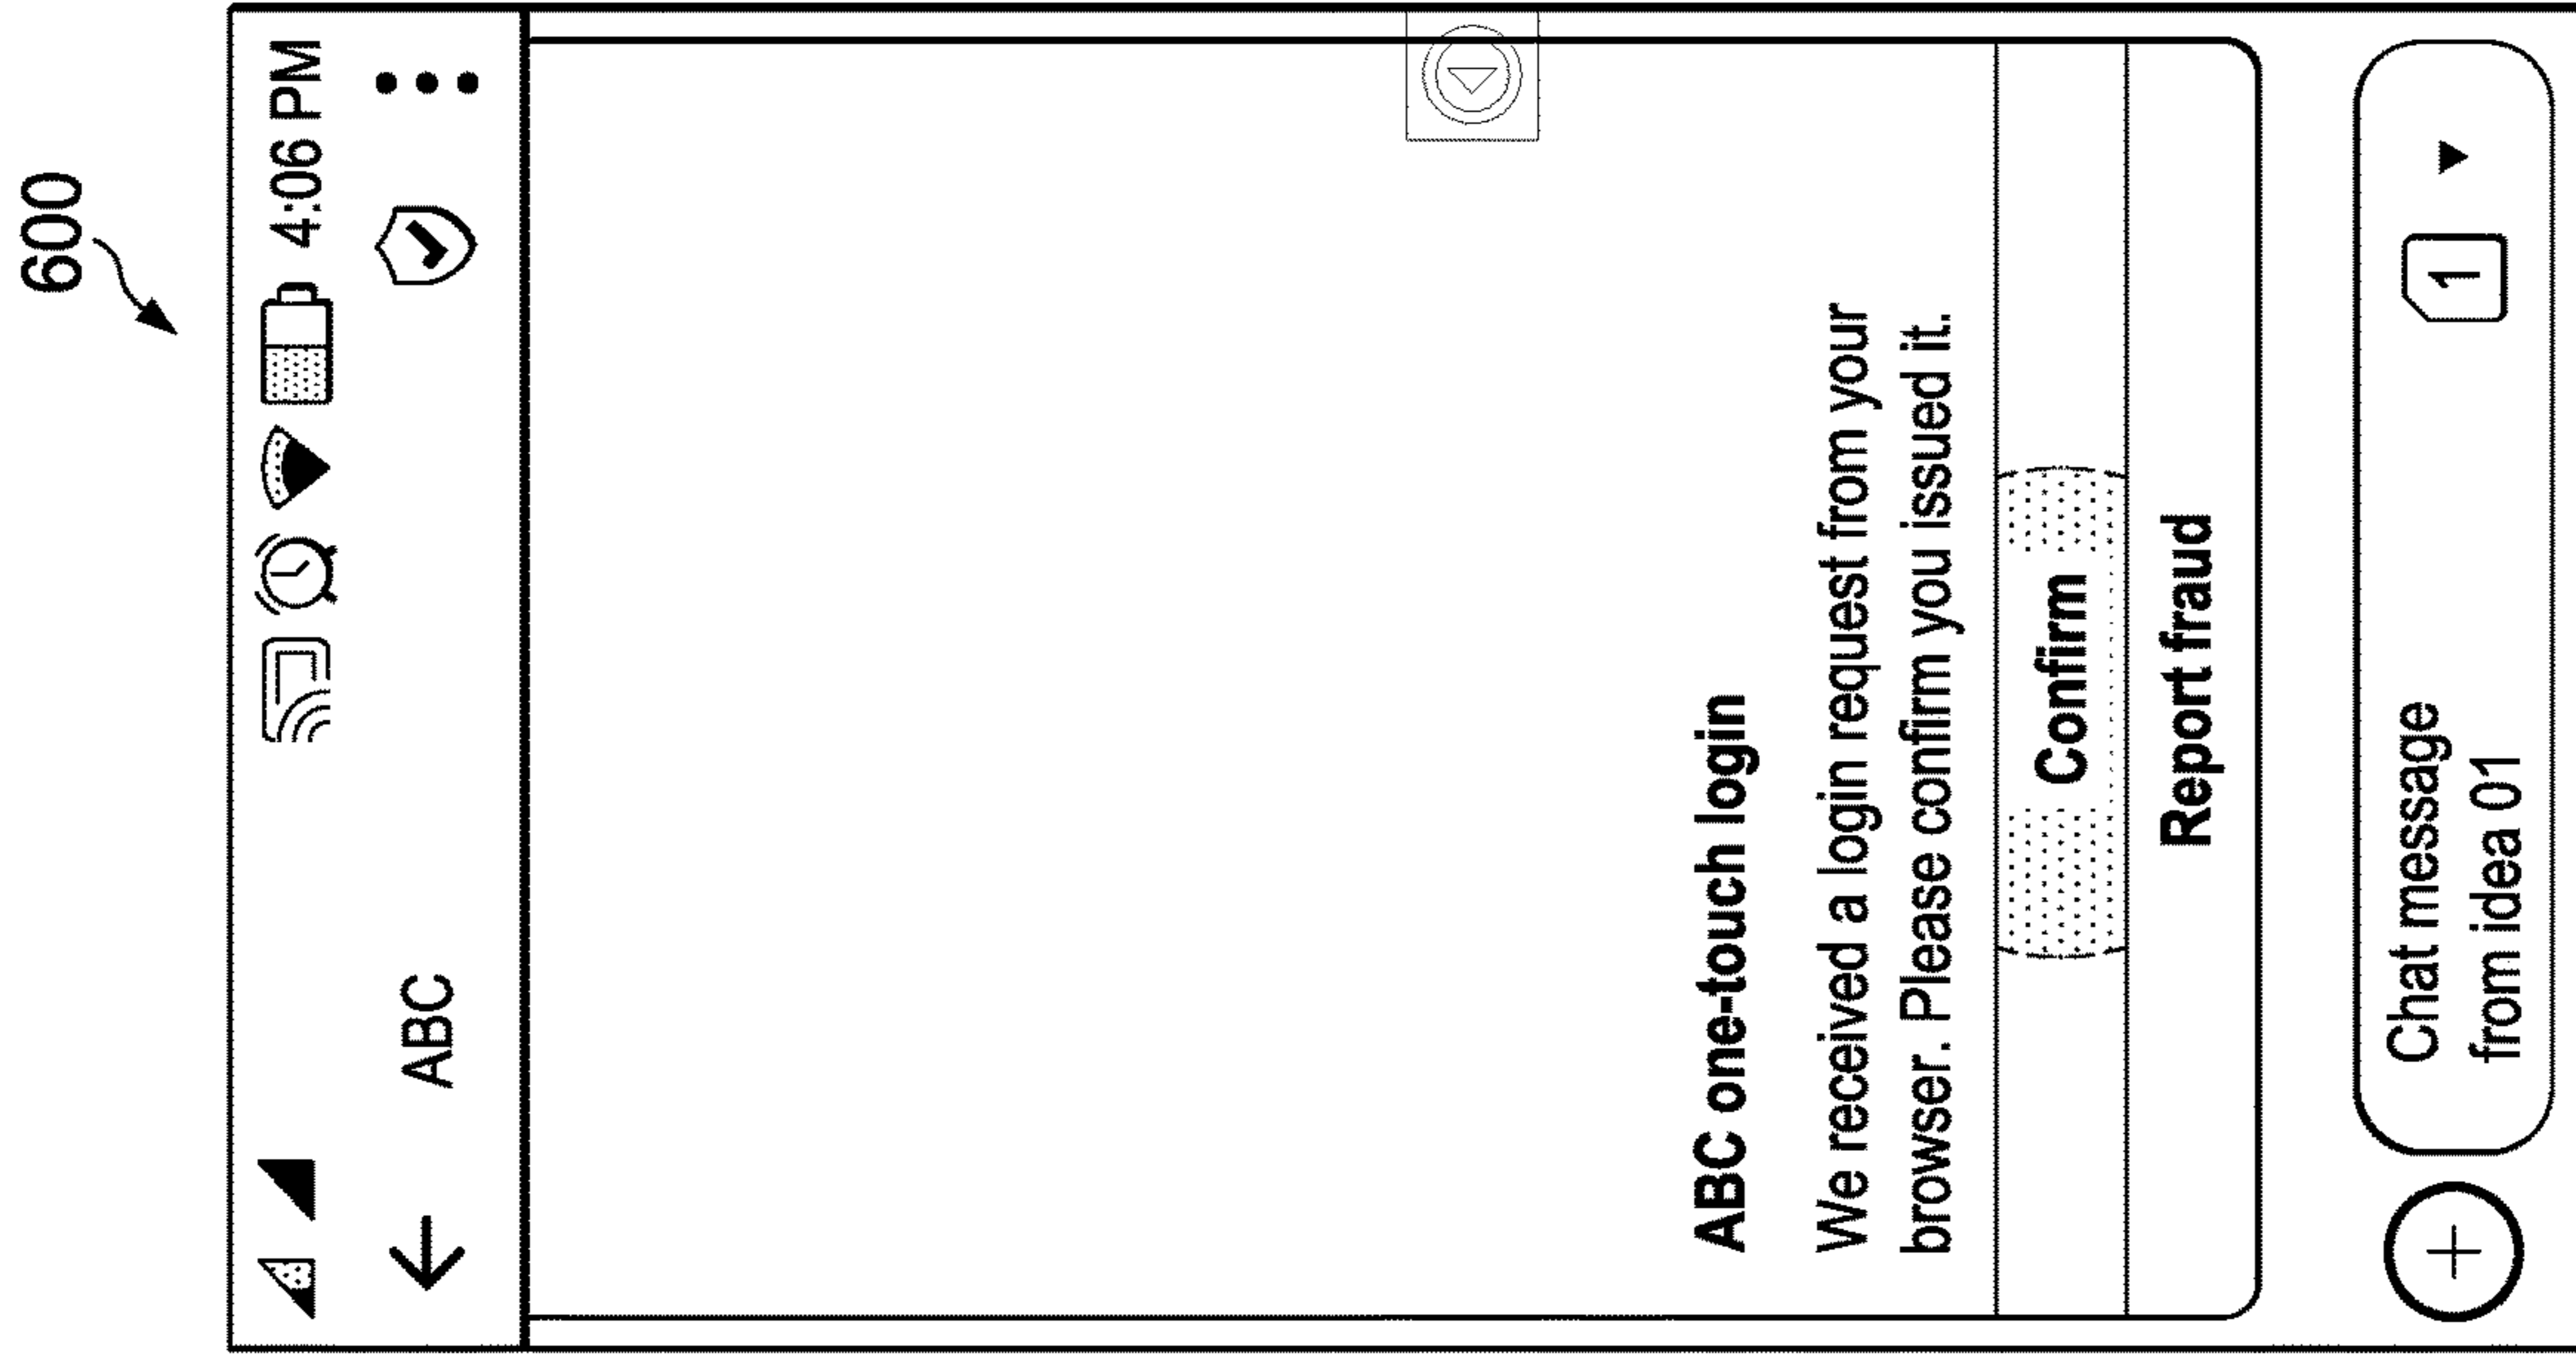 600
4:06 PM
ABC
ABC one-touch login
We received a login request from your
browser. Please confirm you issued it.
Confirm
Report fraud
Chat message
from idea 01
1